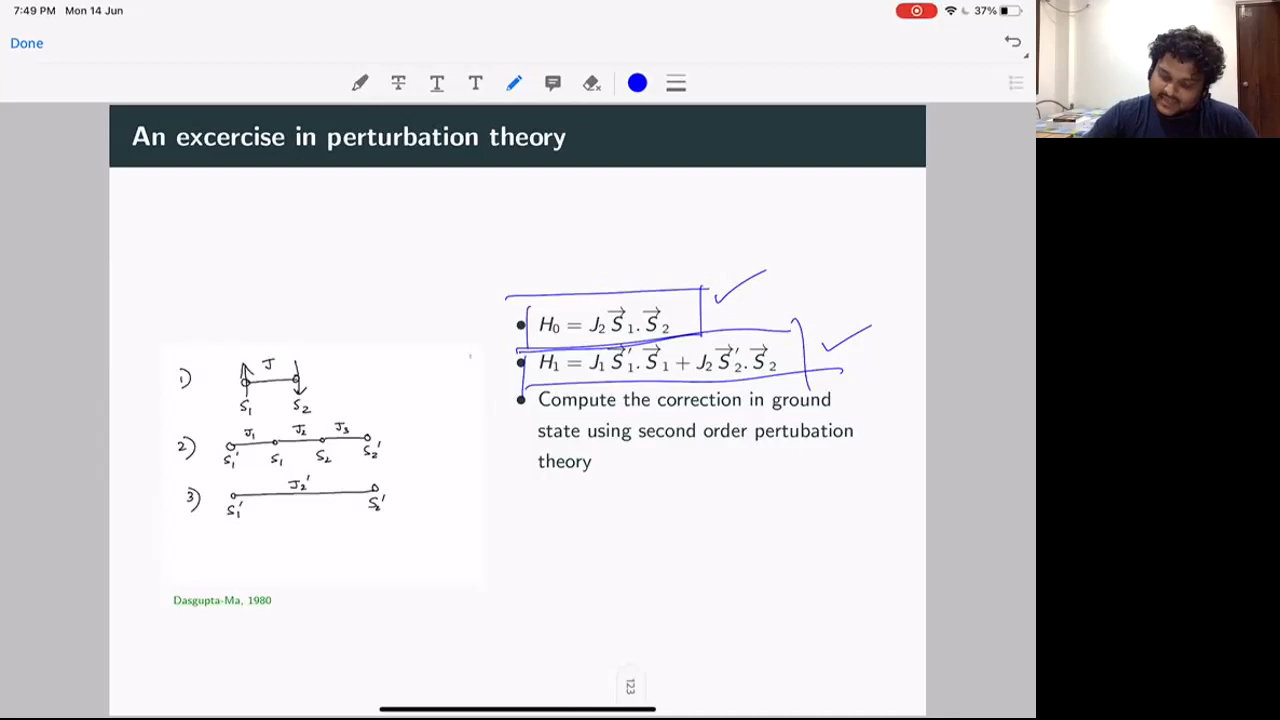 7:49 PM Mon 14 Jun
37%
Done
T T T
An excercise in perturbation theory
• H₀ = J₂ S⃗₁. S⃗₂
• H₁ = J₁ S⃗′₁. S⃗₁ + J₂ S⃗′₂. S⃗₂
• Compute the correction in ground
state using second order pertubation
theory
1) J
S₁ S₂
2) J₁ J₂ J₃
S₁' S₁ S₂ S₂'
3) J₂'
S₁' S₂'
Dasgupta-Ma, 1980
123